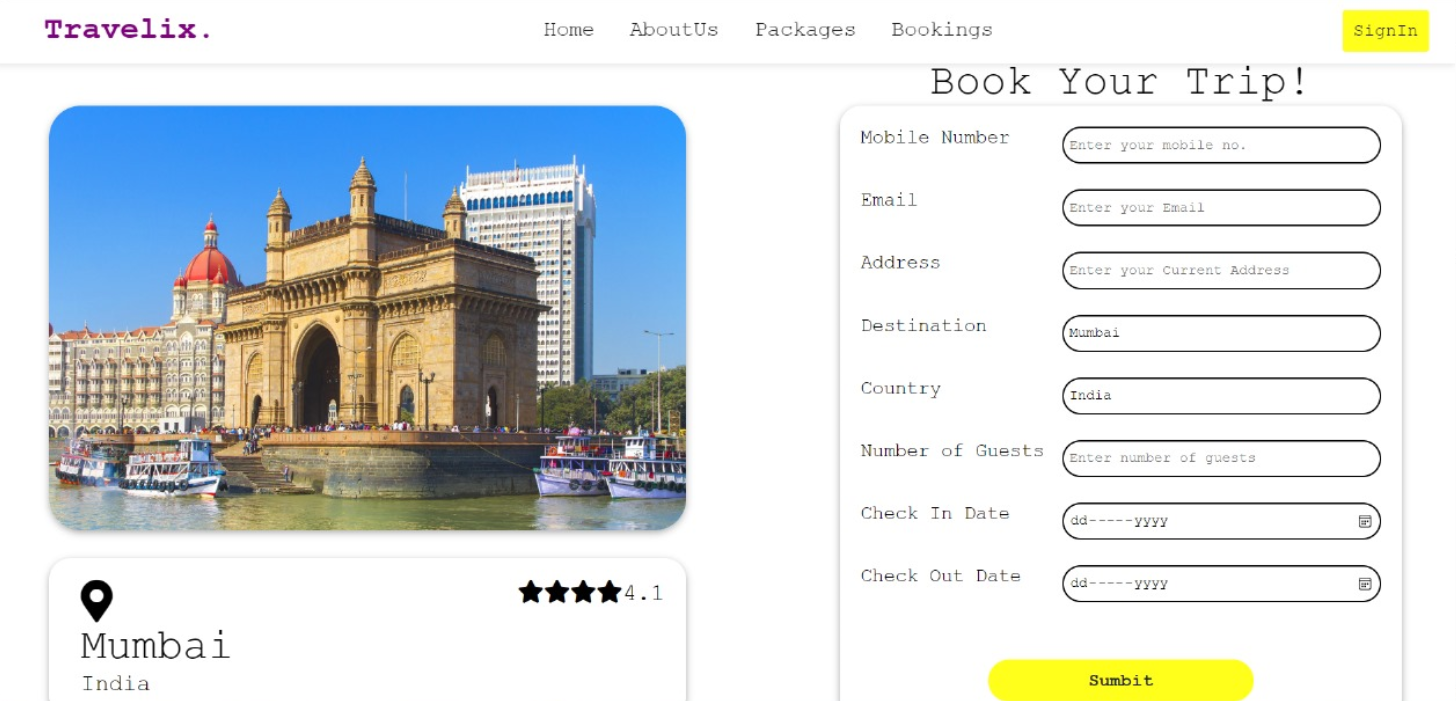 Travelix.
Home AboutUs Packages Bookings
SignIn
Book Your Trip!
Mobile Number Enter your mobile no.
Email Enter your Email
Address Enter your Current Address
Destination Mumbai
Country India
Number of Guests Enter number of guests
Check In Date dd-----yyyy
Check Out Date dd-----yyyy
Sumbit
4.1
Mumbai
India